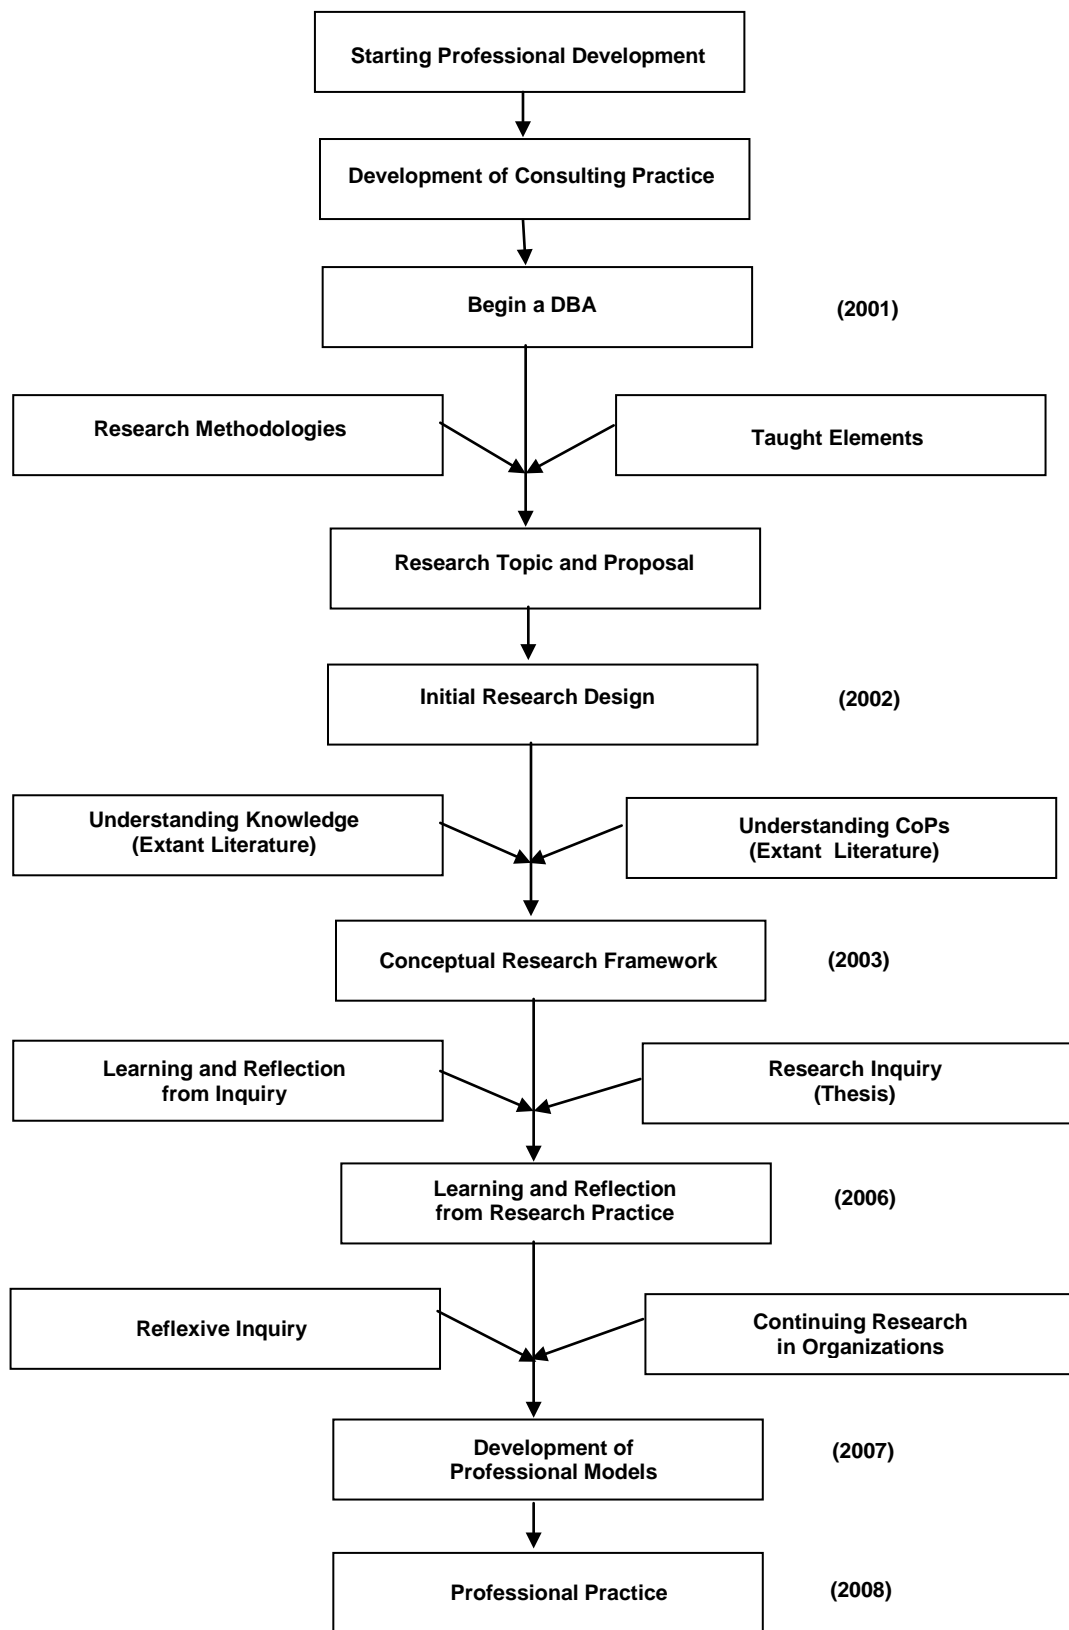 Starting Professional Development
Development of Consulting Practice
Begin a DBA
(2001)
Research Methodologies
Taught Elements
Research Topic and Proposal
Initial Research Design
(2002)
Understanding Knowledge
(Extant Literature)
Understanding CoPs
(Extant Literature)
Conceptual Research Framework
(2003)
Learning and Reflection
from Inquiry
Research Inquiry
(Thesis)
Learning and Reflection
from Research Practice
(2006)
Reflexive Inquiry
Continuing Research
in Organizations
Development of
Professional Models
(2007)
Professional Practice
(2008)